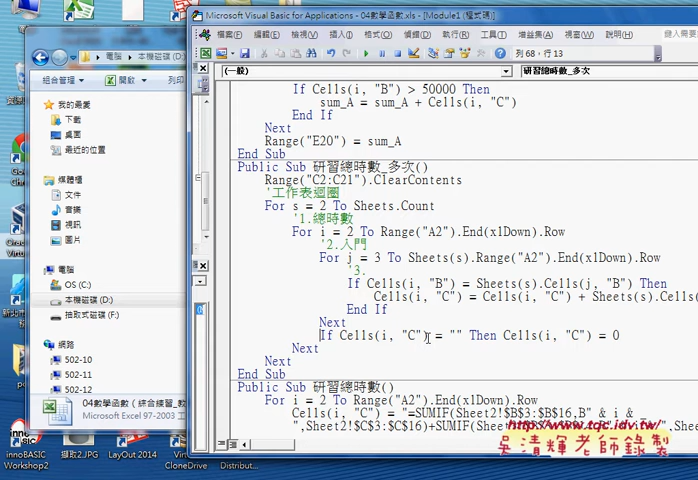 Microsoft Visual Basic for Applications - 04數學函數.xls - [Module1 (程式碼)]
檔案(F) 編輯(E) 檢視(V) 插入(I) 格式(O) 偵錯(D) 執行(R) 工具(T) 增益集(A) 視窗(W) 說明(H)
列 68, 行 13
(一般)
研習總時數_多次
If Cells(i, "B") > 50000 Then
sum_A = sum_A + Cells(i, "C")
End If
Next
Range("E20") = sum_A
End Sub
Public Sub 研習總時數_多次()
Range("C2:C21").ClearContents
'工作表迴圈
For s = 2 To Sheets.Count
'1.總時數
For i = 2 To Range("A2").End(xlDown).Row
'2.入門
For j = 3 To Sheets(s).Range("A2").End(xlDown).Row
'3.
If Cells(i, "B") = Sheets(s).Cells(j, "B") Then
Cells(i, "C") = Cells(i, "C") + Sheets(s).Cells
End If
Next
If Cells(i, "C") = "" Then Cells(i, "C") = 0
Next
Next
End Sub
Public Sub 研習總時數()
For i = 2 To Range("A2").End(xlDown).Row
Cells(i, "C") = "=SUMIF(Sheet2!$B$3:$B$16,B" & i &
http://www.tqc.idv.tw/
吳清輝老師錄製
電腦 本機磁碟 (D:)
組合管理 開啟 列印
我的最愛
下載
桌面
最近的位置
媒體櫃
文件
音樂
視訊
圖片
電腦
OS (C:)
本機磁碟 (D:)
抽取式磁碟 (F:)
網路
502-10
502-11
502-12
04數學函數（綜合練習_教
Microsoft Excel 97-2003
innoBASIC
Workshop2
擷取2.JPG
LayOut 2014
CloneDrive
Distribut...